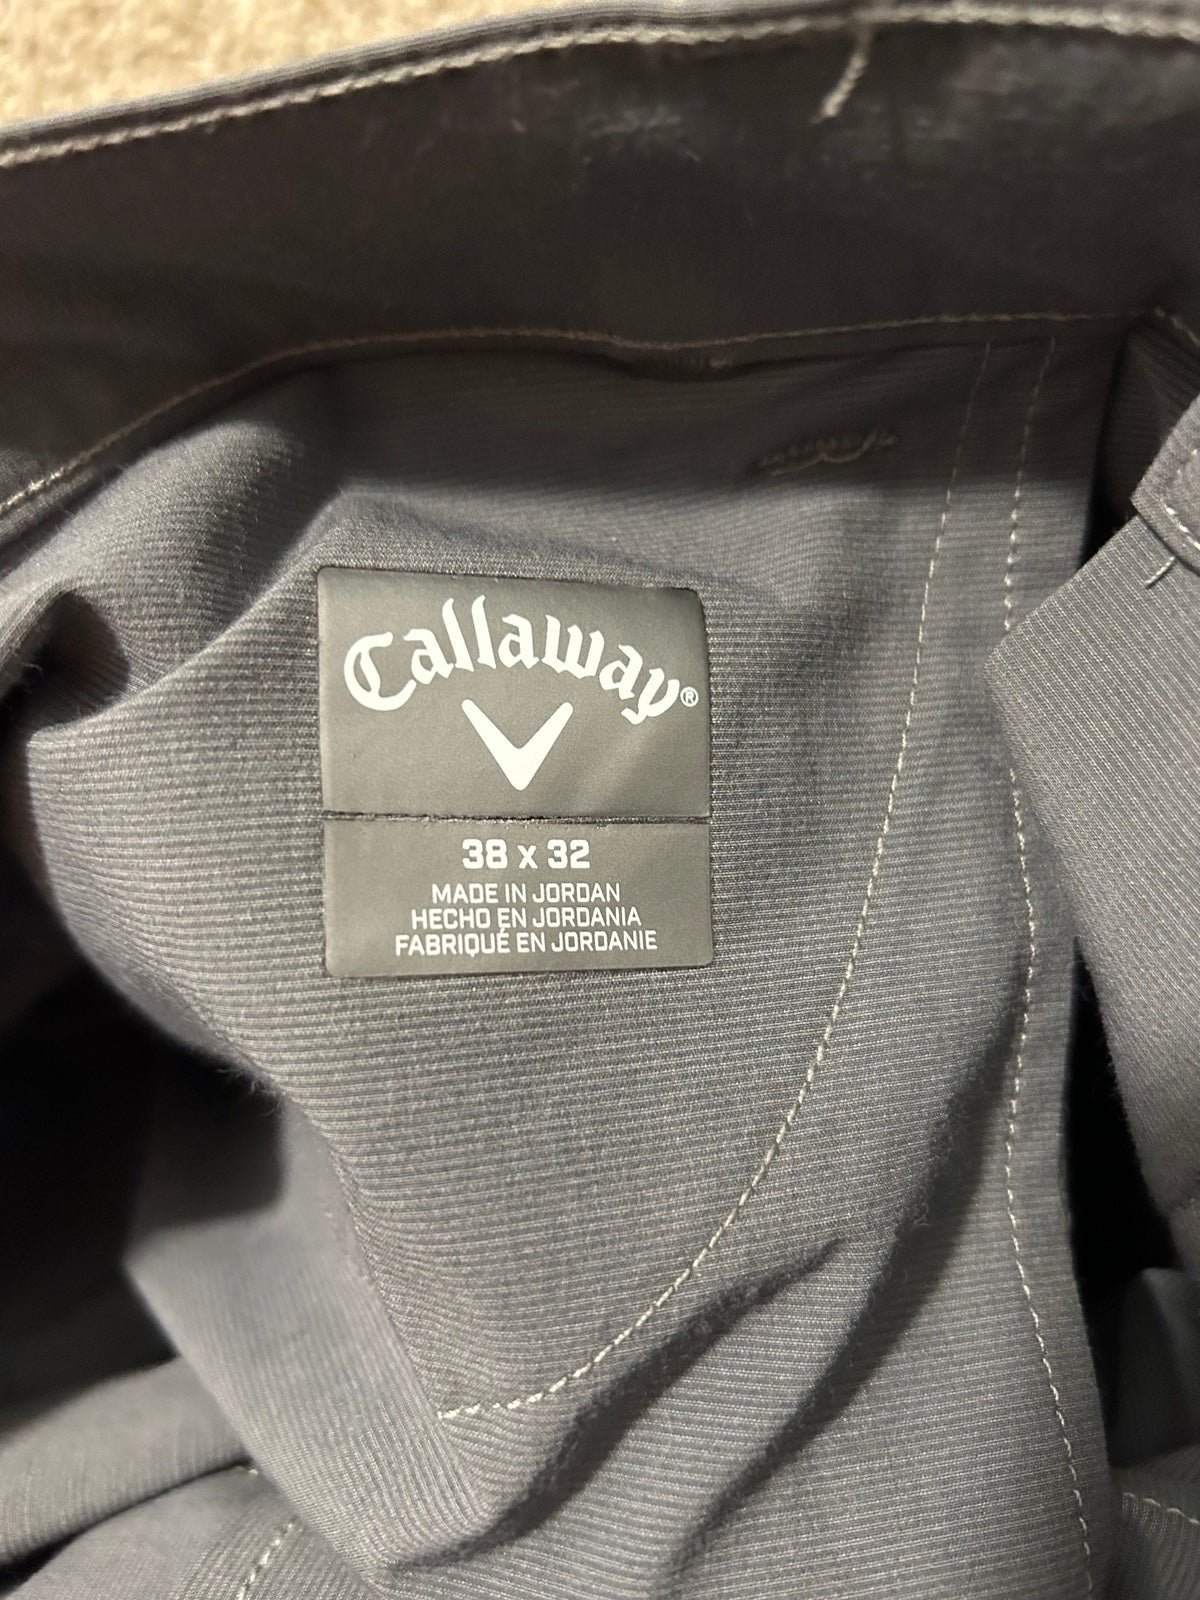 Callaway®
38 x 32
MADE IN JORDAN
HECHO EN JORDANIA
FABRIQUÉ EN JORDANIE